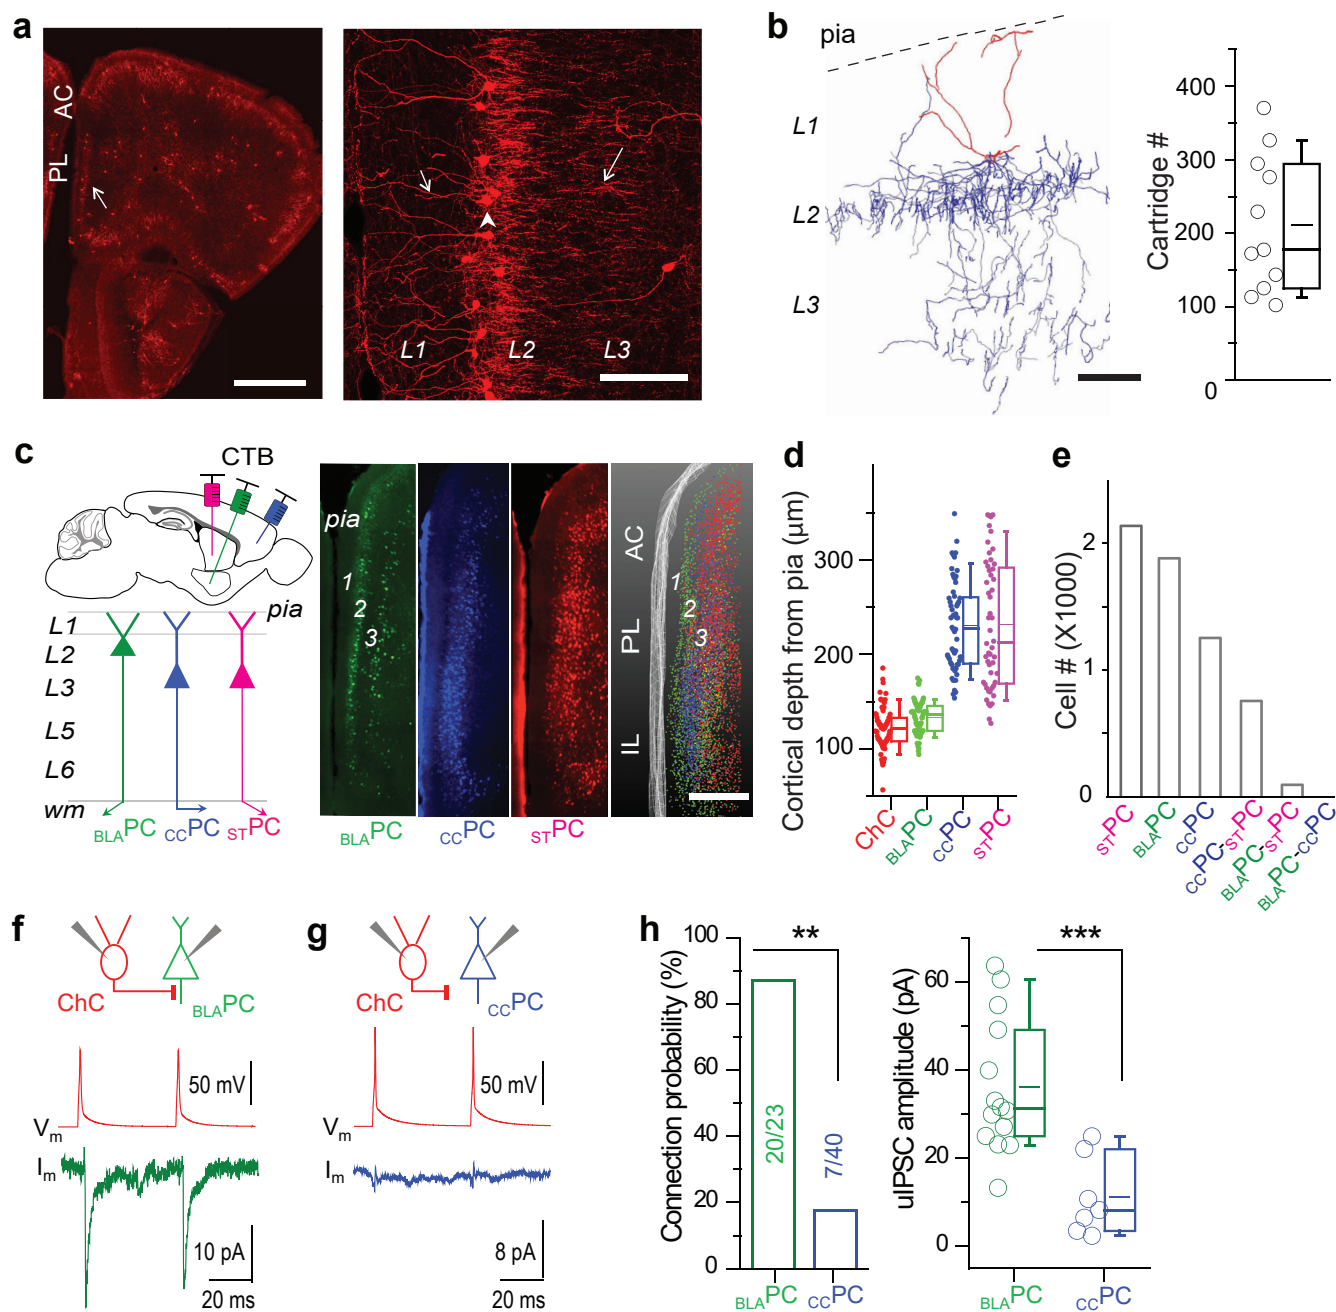 a
AC
PL
L1
L2
L3
b
pia
L1
L2
L3
Cartridge #
400
300
200
100
0
c
CTB
pia
L1
L2
L3
L5
L6
wm
BLAPC
CCPC
STPC
pia
1
2
3
BLAPC
CCPC
STPC
AC
PL
IL
1
2
3
d
Cortical depth from pia (µm)
300
200
100
ChC
BLAPC
CCPC
STPC
e
Cell # (X1000)
2
1
0
STPC
BLAPC
CCPC
CCPC-STPC
BLAPC-STPC
BLAPC-CCPC
f
ChC
BLAPC
50 mV
Vm
Im
10 pA
20 ms
g
ChC
CCPC
50 mV
8 pA
20 ms
h
Connection probability (%)
100
80
60
40
20
0
**
20/23
7/40
BLAPC
CCPC
uIPSC amplitude (pA)
60
40
20
0
***
BLAPC
CCPC